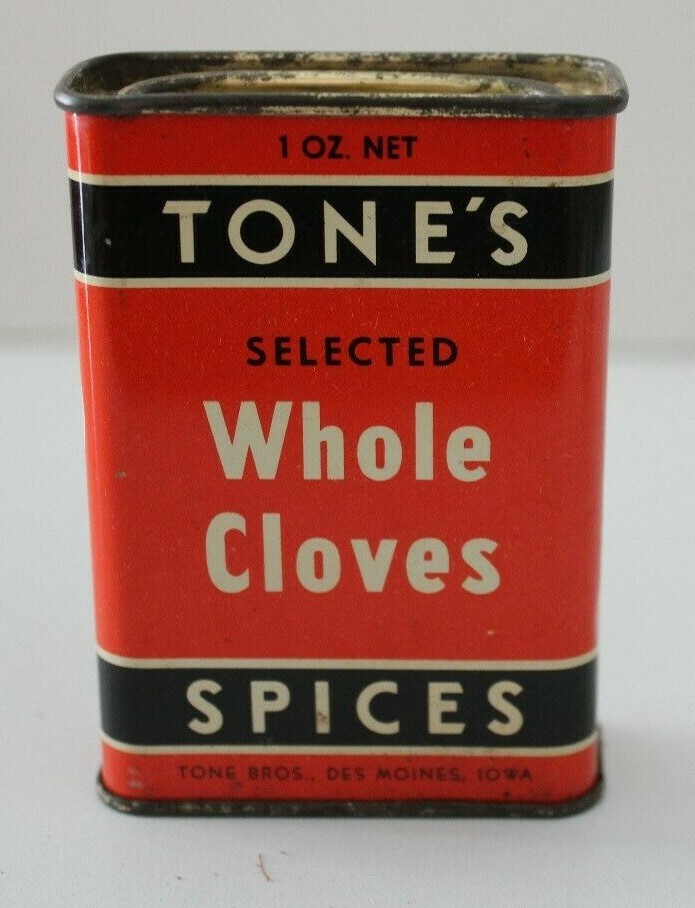 1 OZ. NET
TONE'S
SELECTED
Whole
Cloves
SPICES
TONE BROS., DES MOINES, IOWA